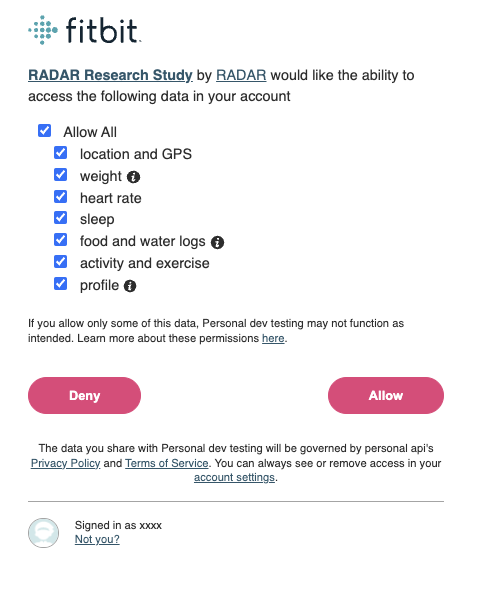 fitbit
RADAR Research Study by RADAR would like the ability to
access the following data in your account
Allow All
location and GPS
weight
heart rate
sleep
food and water logs
activity and exercise
profile
If you allow only some of this data, Personal dev testing may not function as
intended. Learn more about these permissions here.
Deny
Allow
The data you share with Personal dev testing will be governed by personal api's
Privacy Policy and Terms of Service. You can always see or remove access in your
account settings.
Signed in as xxxx
Not you?